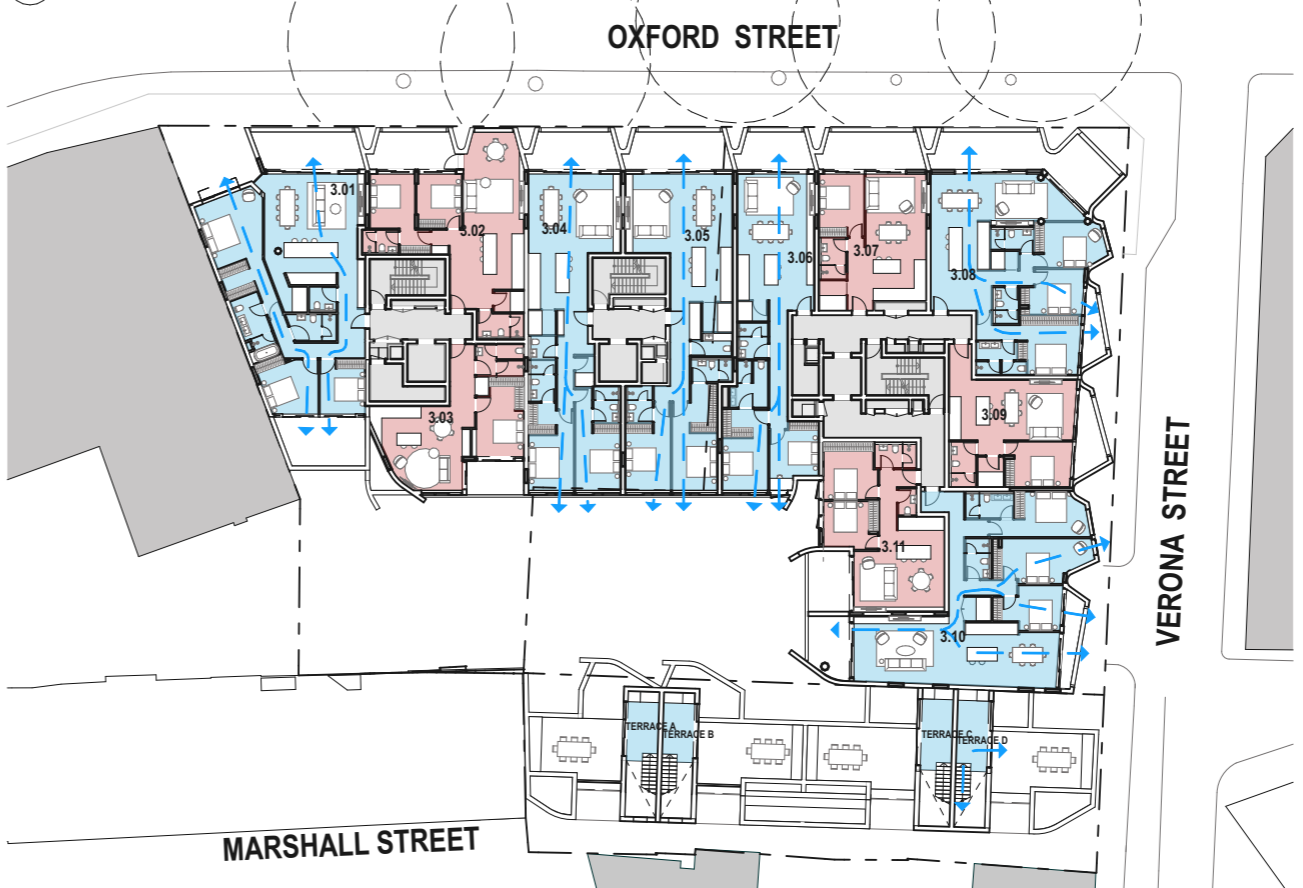 OXFORD STREET
3.01
3.02
3.04
3.05
3.06
3.07
3.08
3.03
3.09
3.11
3.10
VERONA STREET
TERRACE A
TERRACE B
TERRACE C
TERRACE D
MARSHALL STREET